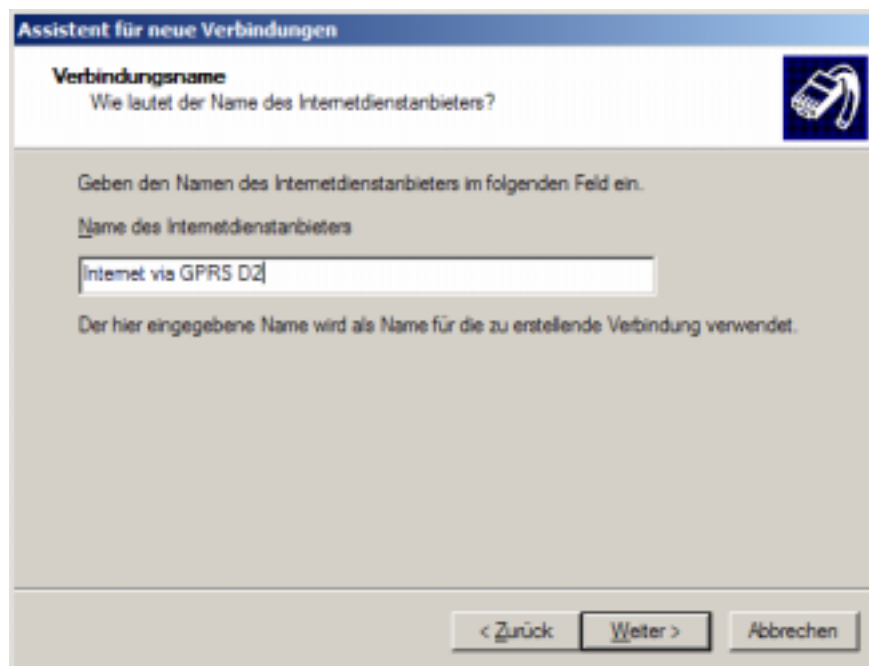 Assistent für neue Verbindungen
Verbindungsname
Wie lautet der Name des Internetdienstanbieters?
Geben den Namen des Internetdienstanbieters im folgenden Feld ein.
Name des Internetdienstanbieters
Internet via GPRS D2
Der hier eingegebene Name wird als Name für die zu erstellende Verbindung verwendet.
< Zurück
Weiter >
Abbrechen